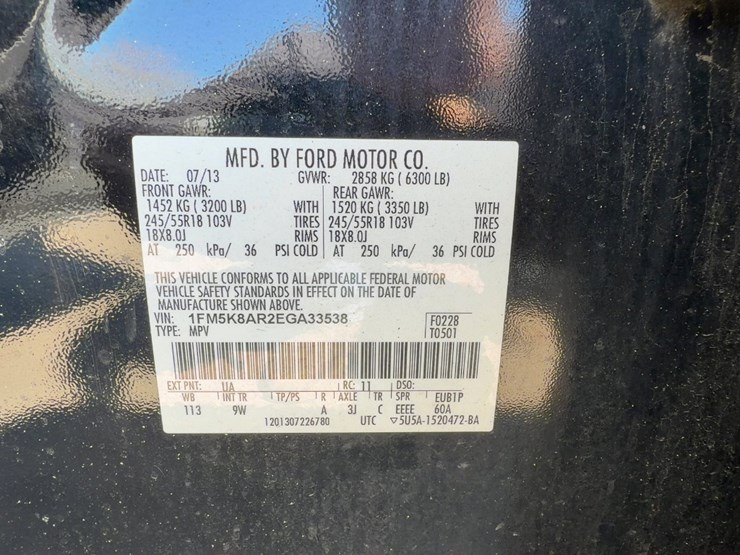 MFD. BY FORD MOTOR CO.
DATE: 07/13 GVWR: 2858 KG ( 6300 LB)
FRONT GAWR: REAR GAWR:
1452 KG ( 3200 LB) WITH 1520 KG ( 3350 LB) WITH
245/55R18 103V TIRES 245/55R18 103V TIRES
18X8.0J RIMS 18X8.0J RIMS
AT 250 kPa/ 36 PSI COLD AT 250 kPa/ 36 PSI COLD
THIS VEHICLE CONFORMS TO ALL APPLICABLE FEDERAL MOTOR
VEHICLE SAFETY STANDARDS IN EFFECT ON THE DATE OF
MANUFACTURE SHOWN ABOVE.
VIN: 1FM5K8AR2EGA33538 F0228
TYPE: MPV T0501
EXT PNT: UA RC: 11 DSO:
WB INT TR TP/PS R AXLE TR SPR EUB1P
113 9W A 3J C EEEE 60A
1201307226780 UTC ▽5U5A-1520472-BA